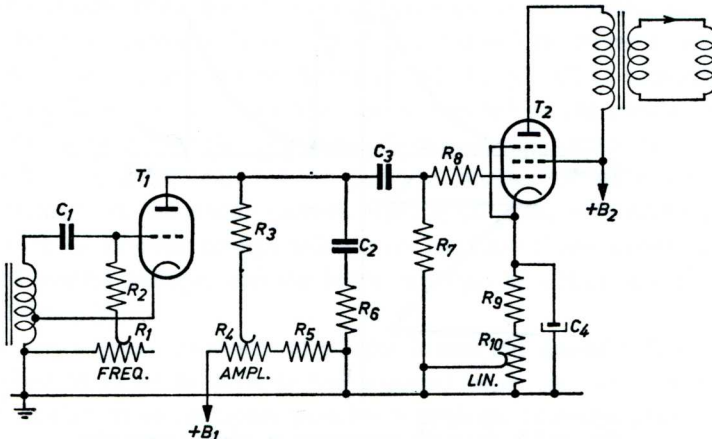 T2
C3
R8
T1
C1
+B2
R3
C2
R7
R2
R9
R6
R1
R4
R5
R10
C4
FREQ.
AMPL.
LIN.
+B1